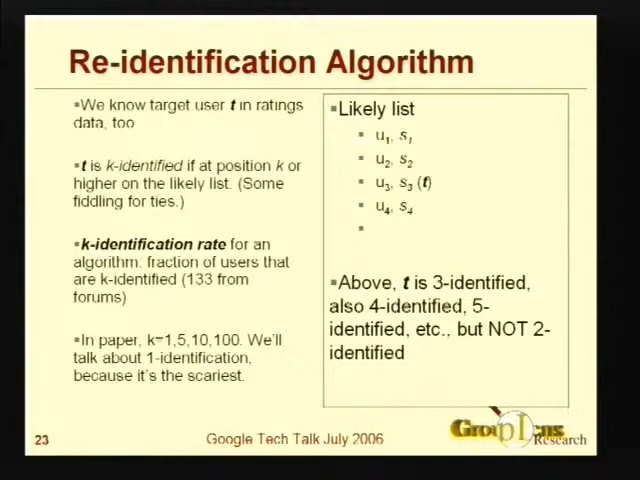 Re-identification Algorithm
▪We know target user t in ratings
data, too
▪t is k-identified if at position k or
higher on the likely list. (Some
fiddling for ties.)
▪k-identification rate for an
algorithm: fraction of users that
are k-identified (133 from
forums)
▪In paper, k=1,5,10,100. We'll
talk about 1-identification,
because it's the scariest.
▪Likely list
▪ u1, s1
▪ u2, s2
▪ u3, s3 (t)
▪ u4, s4
▪
▪Above, t is 3-identified,
also 4-identified, 5-
identified, etc., but NOT 2-
identified
23
Google Tech Talk July 2006
GroupLens
Research